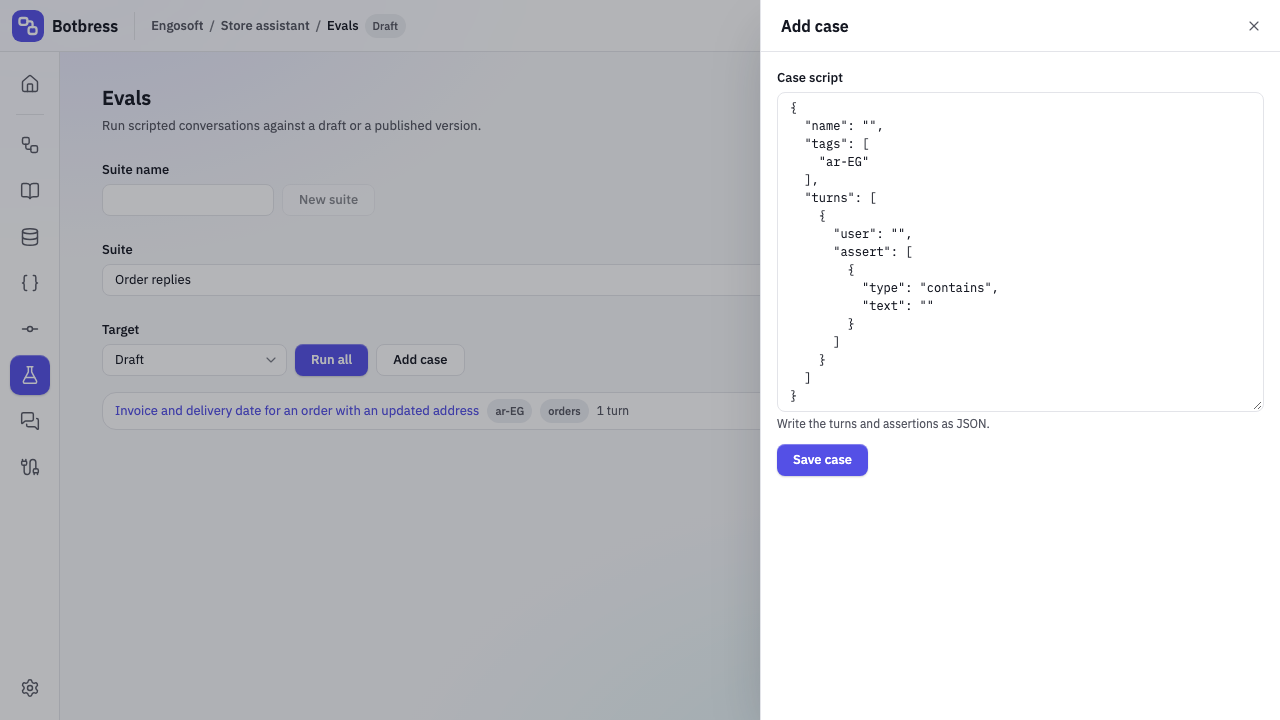 Botbress
Engosoft / Store assistant / Evals Draft
Evals
Run scripted conversations against a draft or a published version.
Suite name
New suite
Suite
Order replies
Target
Draft
Run all
Add case
Invoice and delivery date for an order with an updated address ar-EG orders 1 turn
Add case
Case script
{
  "name": "",
  "tags": [
    "ar-EG"
  ],
  "turns": [
    {
      "user": "",
      "assert": [
        {
          "type": "contains",
          "text": ""
        }
      ]
    }
  ]
}
Write the turns and assertions as JSON.
Save case